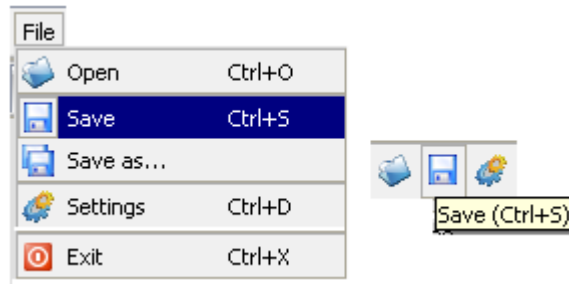 File
Open Ctrl+O
Save Ctrl+S
Save as...
Settings Ctrl+D
Exit Ctrl+X
Save (Ctrl+S)